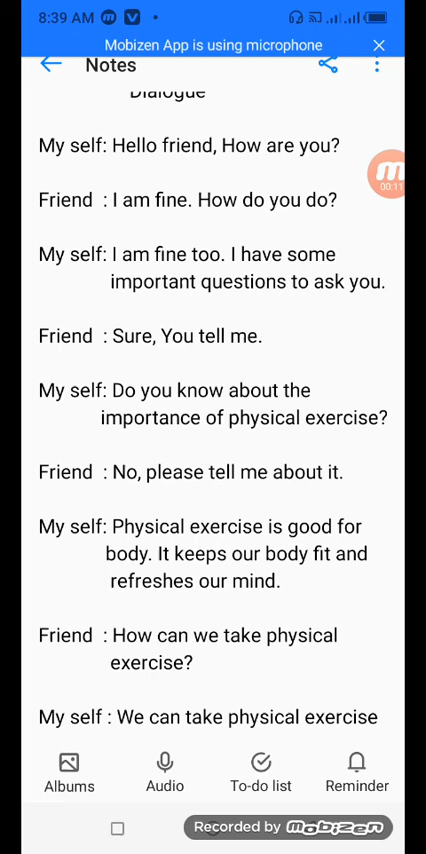 8:39 AM
Mobizen App is using microphone
Notes
Dialogue
My self: Hello friend, How are you?
00:11
Friend : I am fine. How do you do?
My self: I am fine too. I have some
important questions to ask you.
Friend : Sure, You tell me.
My self: Do you know about the
importance of physical exercise?
Friend : No, please tell me about it.
My self: Physical exercise is good for
body. It keeps our body fit and
refreshes our mind.
Friend : How can we take physical
exercise?
My self : We can take physical exercise
Albums Audio To-do list Reminder
Recorded by mobizen